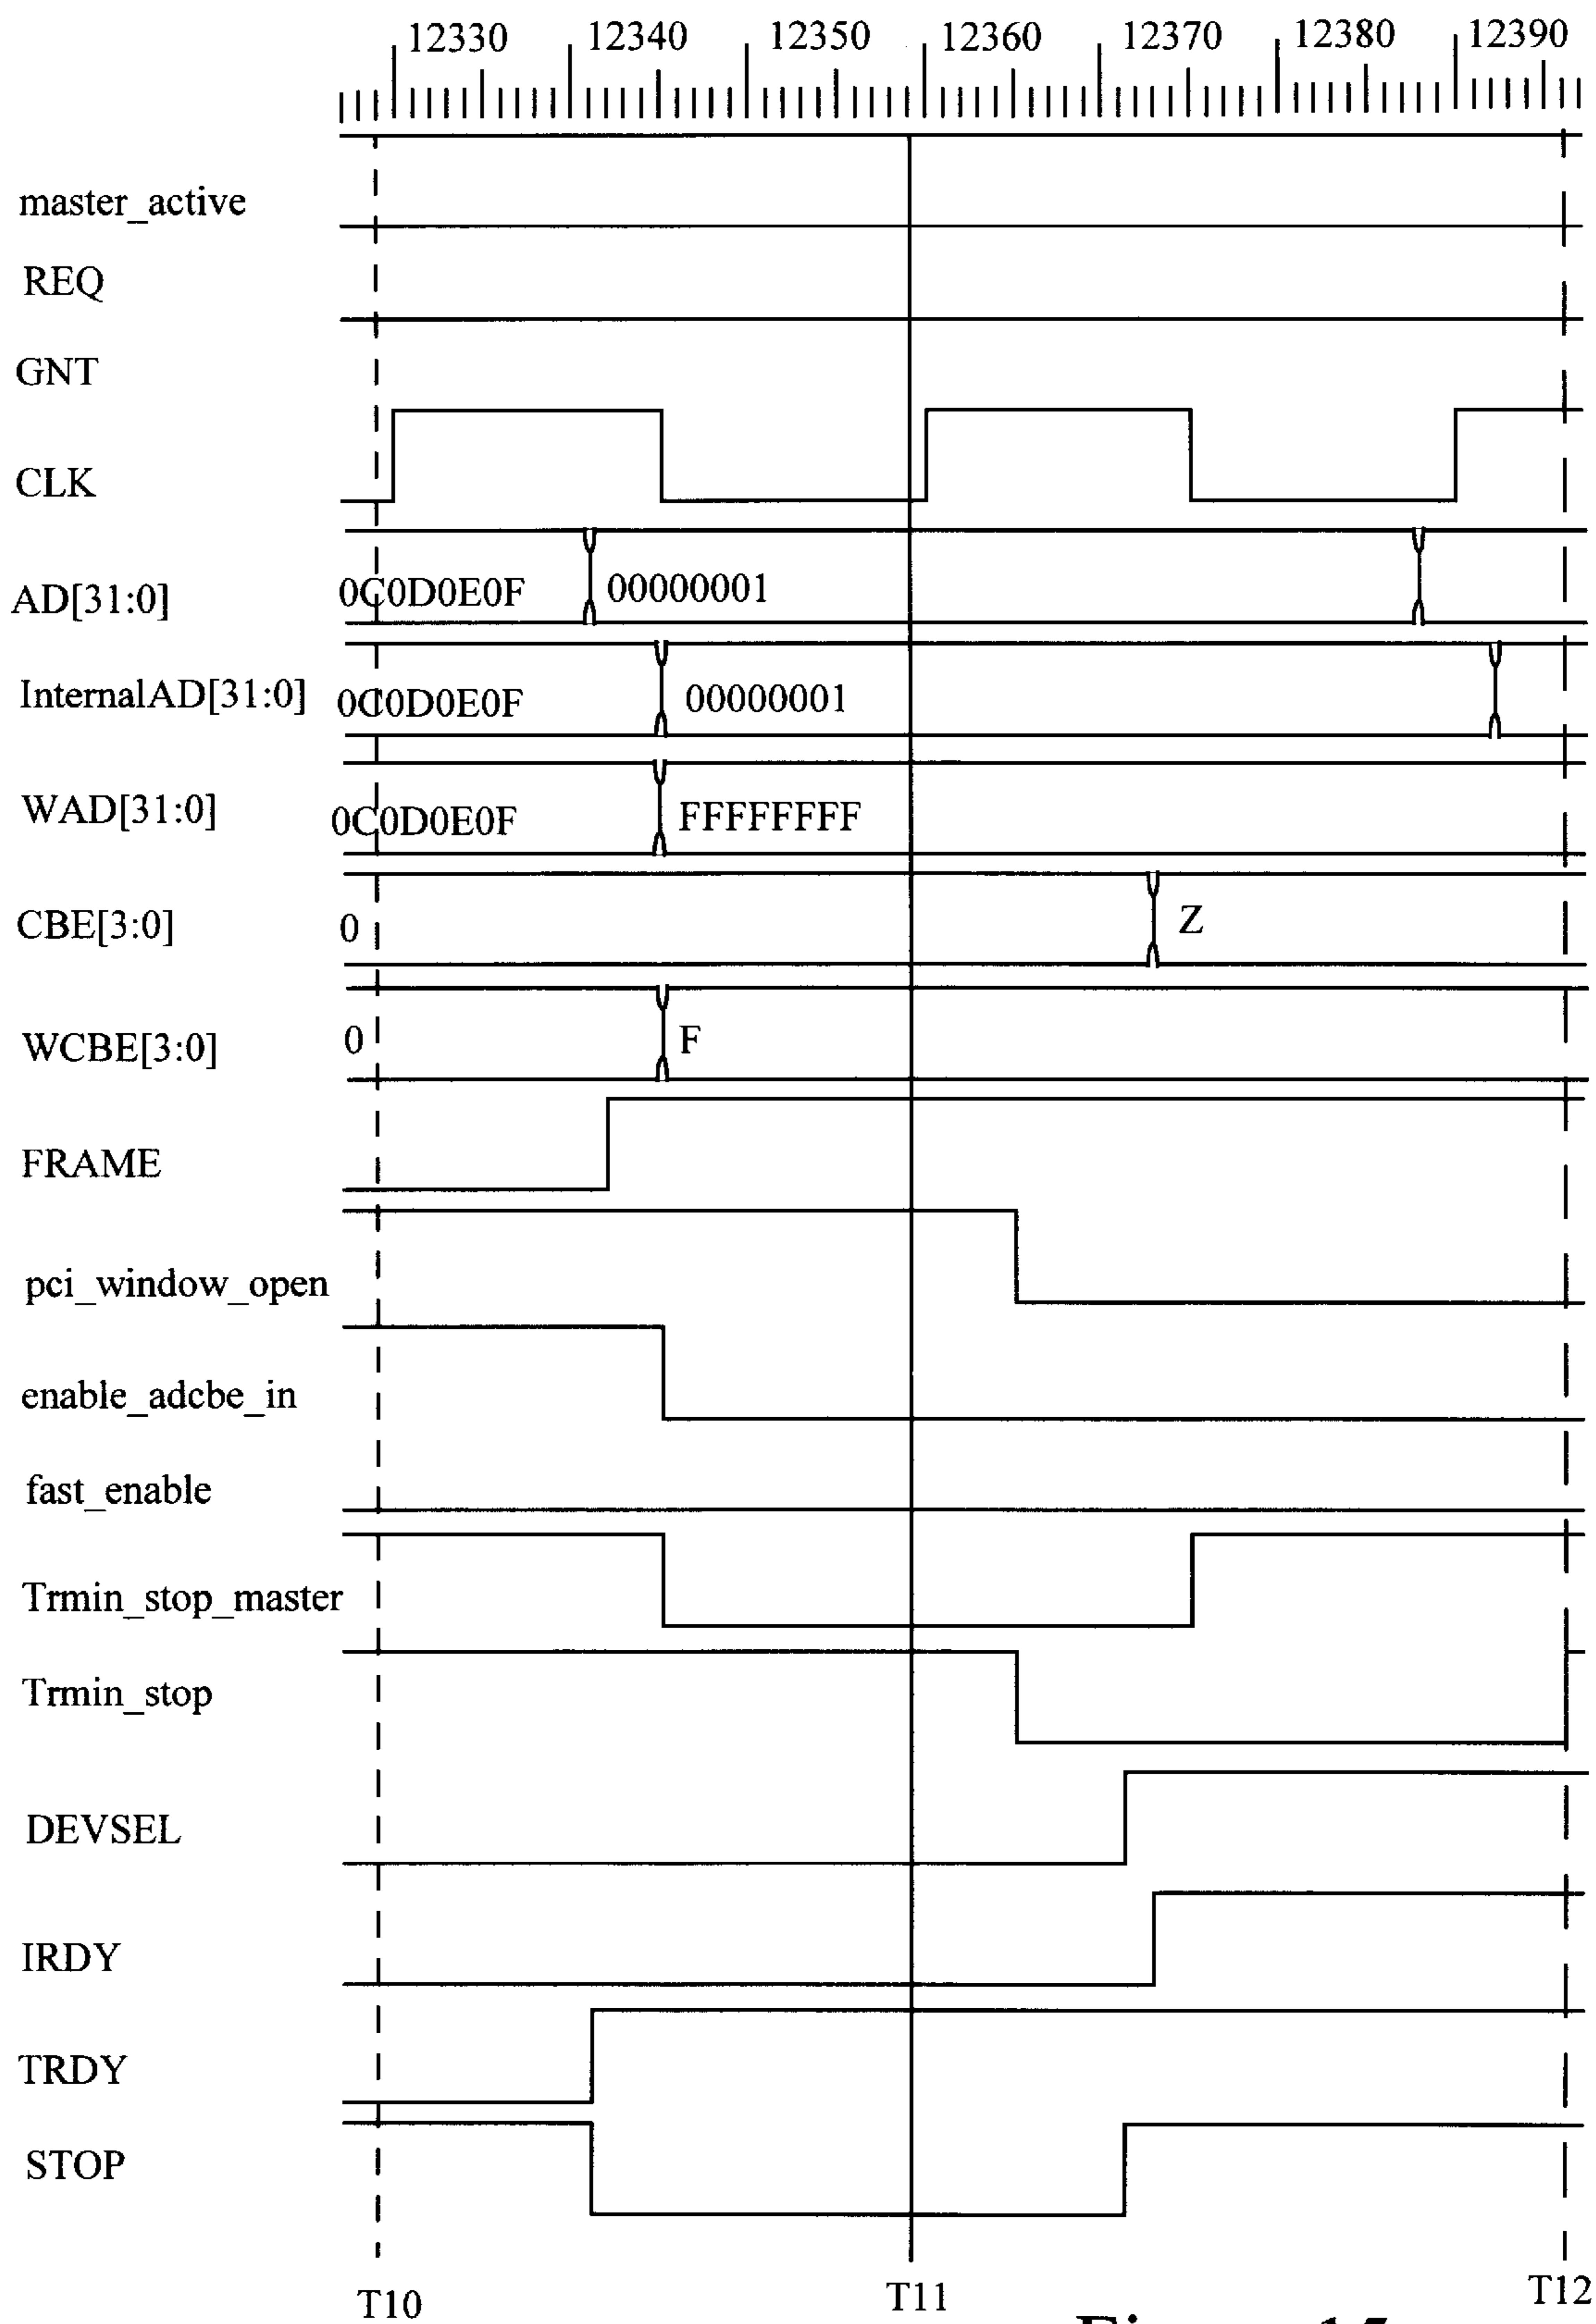 12330 12340 12350 12360 12370 12380 12390
master_active
REQ
GNT
CLK
AD[31:0] 0C0D0E0F 00000001
InternalAD[31:0] 0C0D0E0F 00000001
WAD[31:0] 0C0D0E0F FFFFFFFF
CBE[3:0] 0 Z
WCBE[3:0] 0 F
FRAME
pci_window_open
enable_adcbe_in
fast_enable
Trmin_stop_master
Trmin_stop
DEVSEL
IRDY
TRDY
STOP
T10 T11 T12